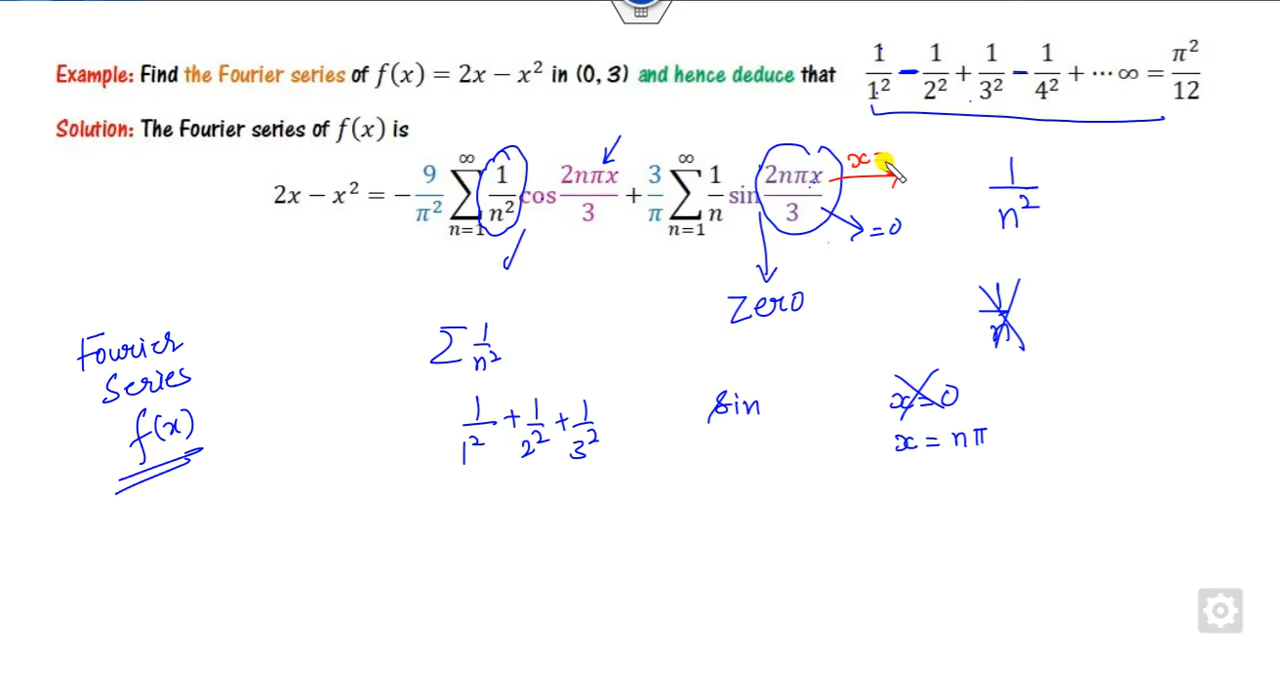 Example: Find the Fourier series of f(x) = 2x − x² in (0, 3) and hence deduce that 1/1² − 1/2² + 1/3² − 1/4² + ··· ∞ = π²/12
Solution: The Fourier series of f(x) is
2x − x² = − 9/π² ∑_{n=1}^{∞} 1/n² cos 2nπx/3 + 3/π ∑_{n=1}^{∞} 1/n sin 2nπx/3
x =
= 0
1/n²
Zero
1/n
Fourier
Series
f(x)
∑ 1/n²
1/1² + 1/2² + 1/3²
sin
x = 0
x = nπ